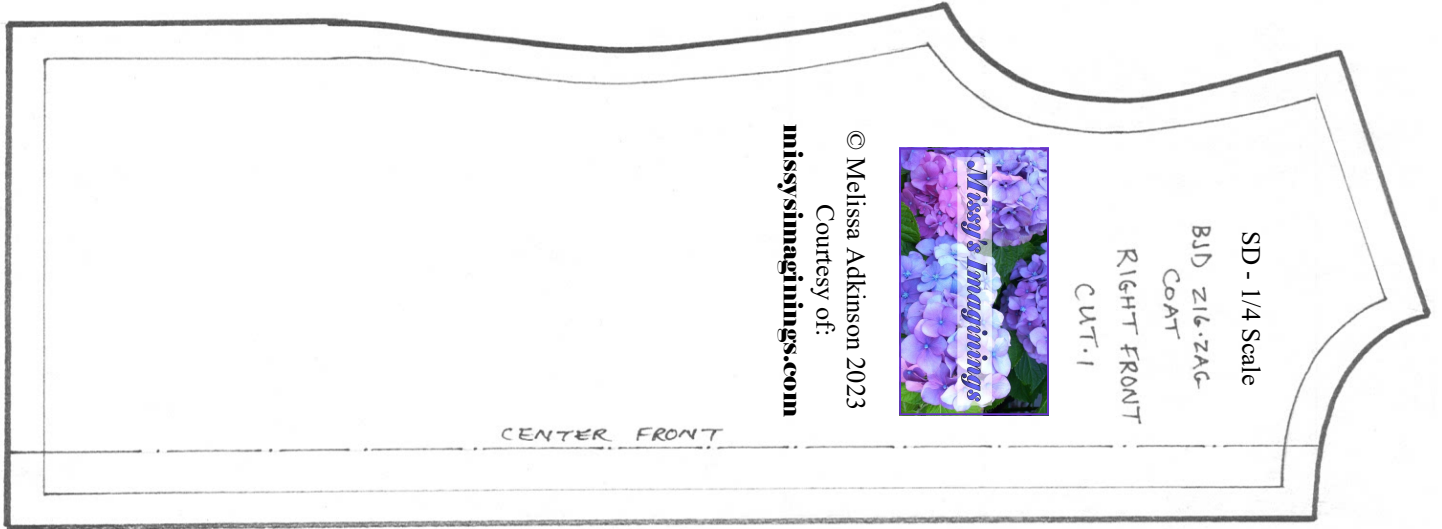 SD - 1/4 Scale
BJD ZIG-ZAG
COAT
RIGHT FRONT
CUT-1
Missy's Imaginings
© Melissa Adkinson 2023
Courtesy of:
missysimaginings.com
CENTER FRONT